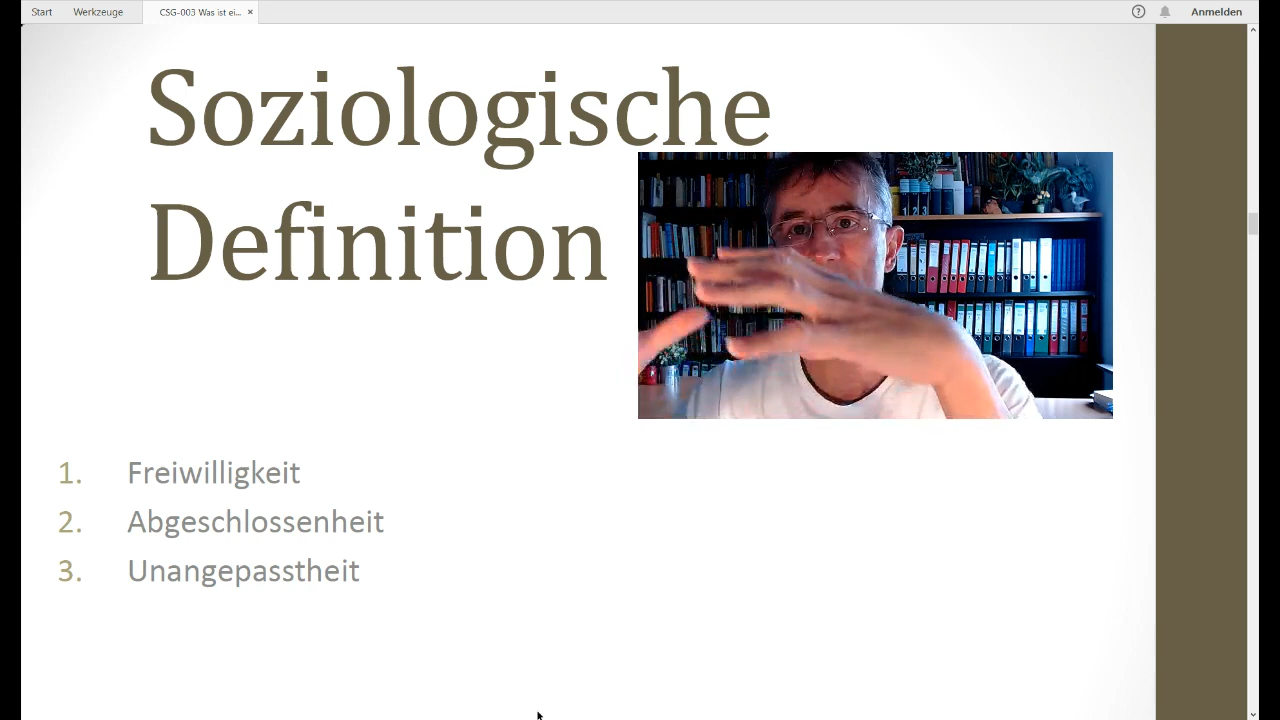 Start Werkzeuge CSG-003 Was ist ei... × ? Anmelden
Soziologische
Definition
1. Freiwilligkeit
2. Abgeschlossenheit
3. Unangepasstheit